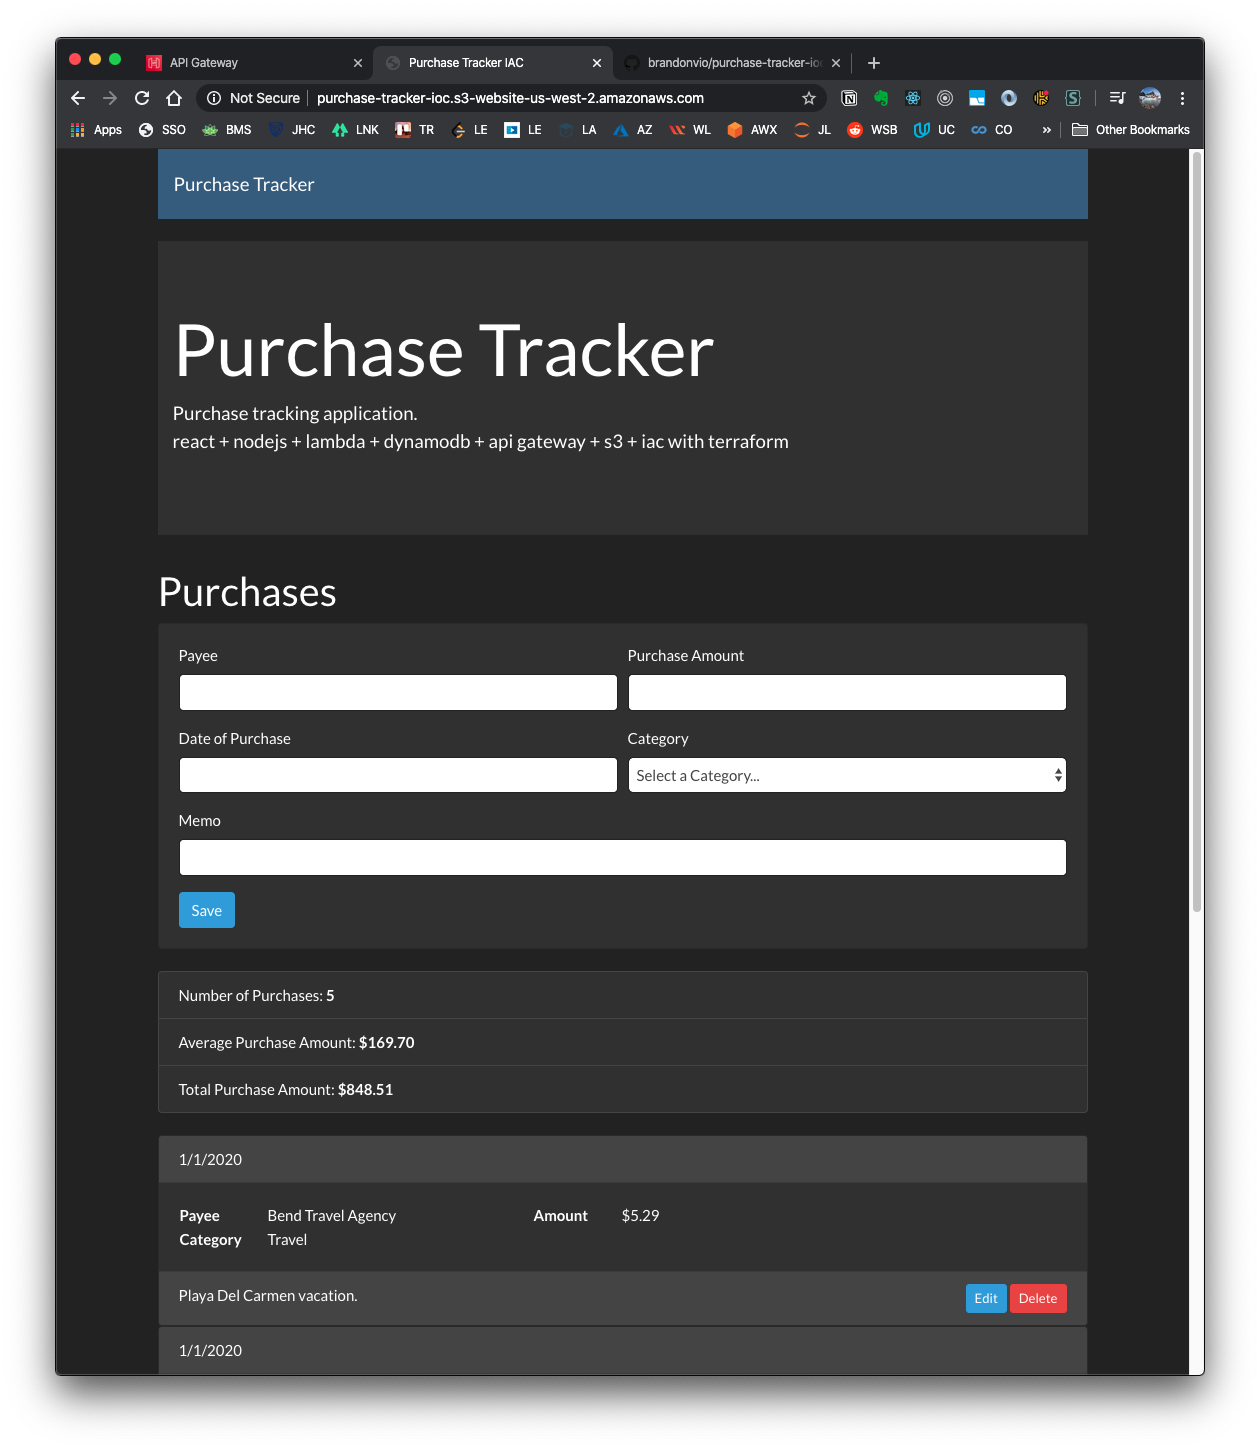 API Gateway
Purchase Tracker IAC
brandonvio/purchase-tracker-io
Not Secure
purchase-tracker-ioc.s3-website-us-west-2.amazonaws.com
Apps SSO BMS JHC LNK TR LE LE LA AZ WL AWX JL WSB UC CO » Other Bookmarks
Purchase Tracker
Purchase Tracker
Purchase tracking application.
react + nodejs + lambda + dynamodb + api gateway + s3 + iac with terraform
Purchases
Payee Purchase Amount
Date of Purchase Category
Select a Category...
Memo
Save
Number of Purchases: 5
Average Purchase Amount: $169.70
Total Purchase Amount: $848.51
1/1/2020
Payee Bend Travel Agency Amount $5.29
Category Travel
Playa Del Carmen vacation. Edit Delete
1/1/2020